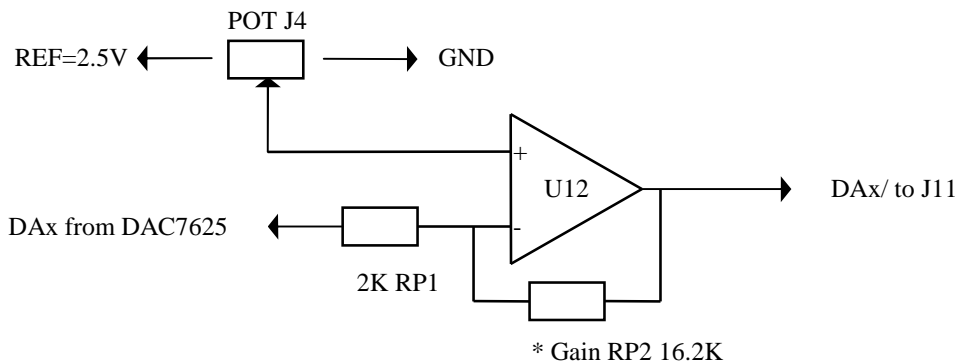 POT J4
REF=2.5V
GND
+
U12
DAx/ to J11
DAx from DAC7625
-
2K RP1
* Gain RP2 16.2K